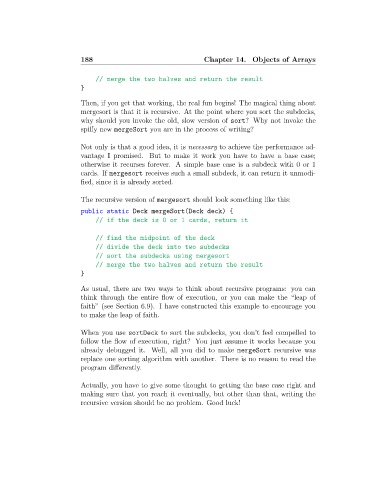 188 Chapter 14. Objects of Arrays
// merge the two halves and return the result
}
Then, if you get that working, the real fun begins! The magical thing about
mergesort is that it is recursive. At the point where you sort the subdecks,
why should you invoke the old, slow version of sort? Why not invoke the
spiffy new mergeSort you are in the process of writing?
Not only is that a good idea, it is necessary to achieve the performance ad-
vantage I promised. But to make it work you have to have a base case;
otherwise it recurses forever. A simple base case is a subdeck with 0 or 1
cards. If mergesort receives such a small subdeck, it can return it unmodi-
fied, since it is already sorted.
The recursive version of mergesort should look something like this:
public static Deck mergeSort(Deck deck) {
// if the deck is 0 or 1 cards, return it
// find the midpoint of the deck
// divide the deck into two subdecks
// sort the subdecks using mergesort
// merge the two halves and return the result
}
As usual, there are two ways to think about recursive programs: you can
think through the entire flow of execution, or you can make the “leap of
faith” (see Section 6.9). I have constructed this example to encourage you
to make the leap of faith.
When you use sortDeck to sort the subdecks, you don’t feel compelled to
follow the flow of execution, right? You just assume it works because you
already debugged it. Well, all you did to make mergeSort recursive was
replace one sorting algorithm with another. There is no reason to read the
program differently.
Actually, you have to give some thought to getting the base case right and
making sure that you reach it eventually, but other than that, writing the
recursive version should be no problem. Good luck!